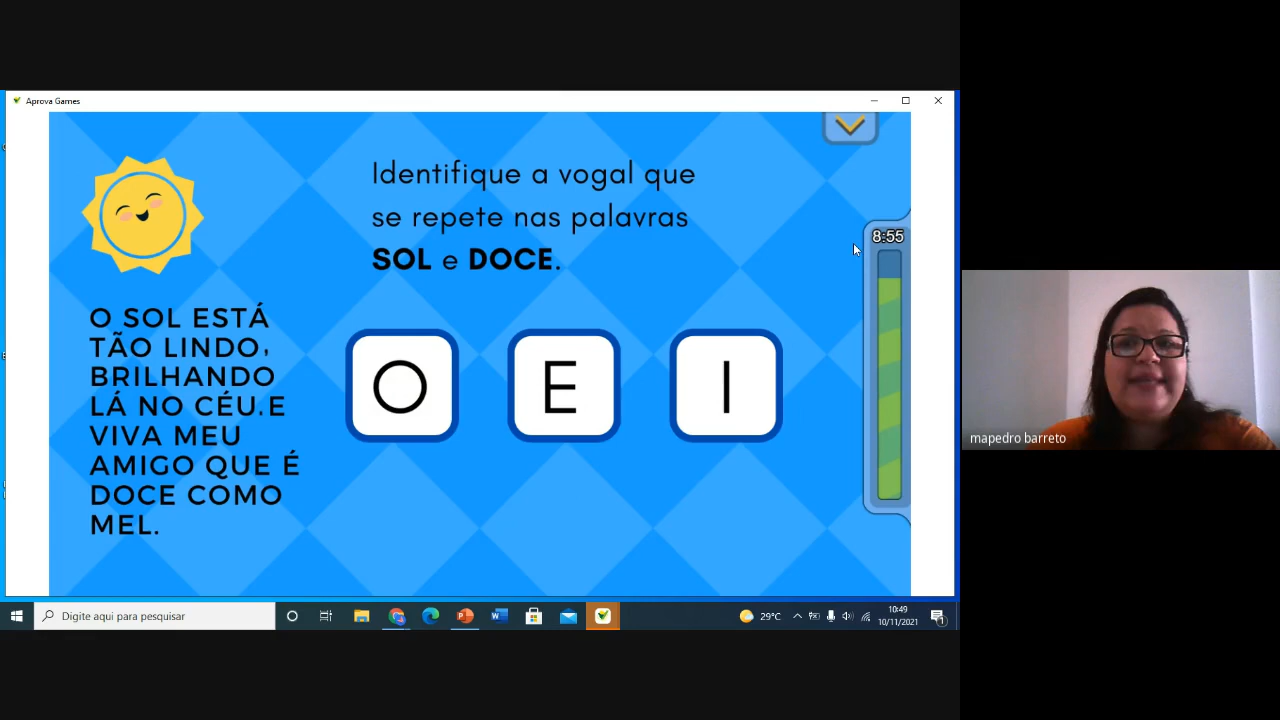 Aprova Games
Identifique a vogal que
se repete nas palavras
SOL e DOCE.
8:55
O SOL ESTÁ
TÃO LINDO,
BRILHANDO
LÁ NO CÉU.E
VIVA MEU
AMIGO QUE É
DOCE COMO
MEL.
O E I
mapedro barreto
Digite aqui para pesquisar
29°C
10:49
10/11/2021
1